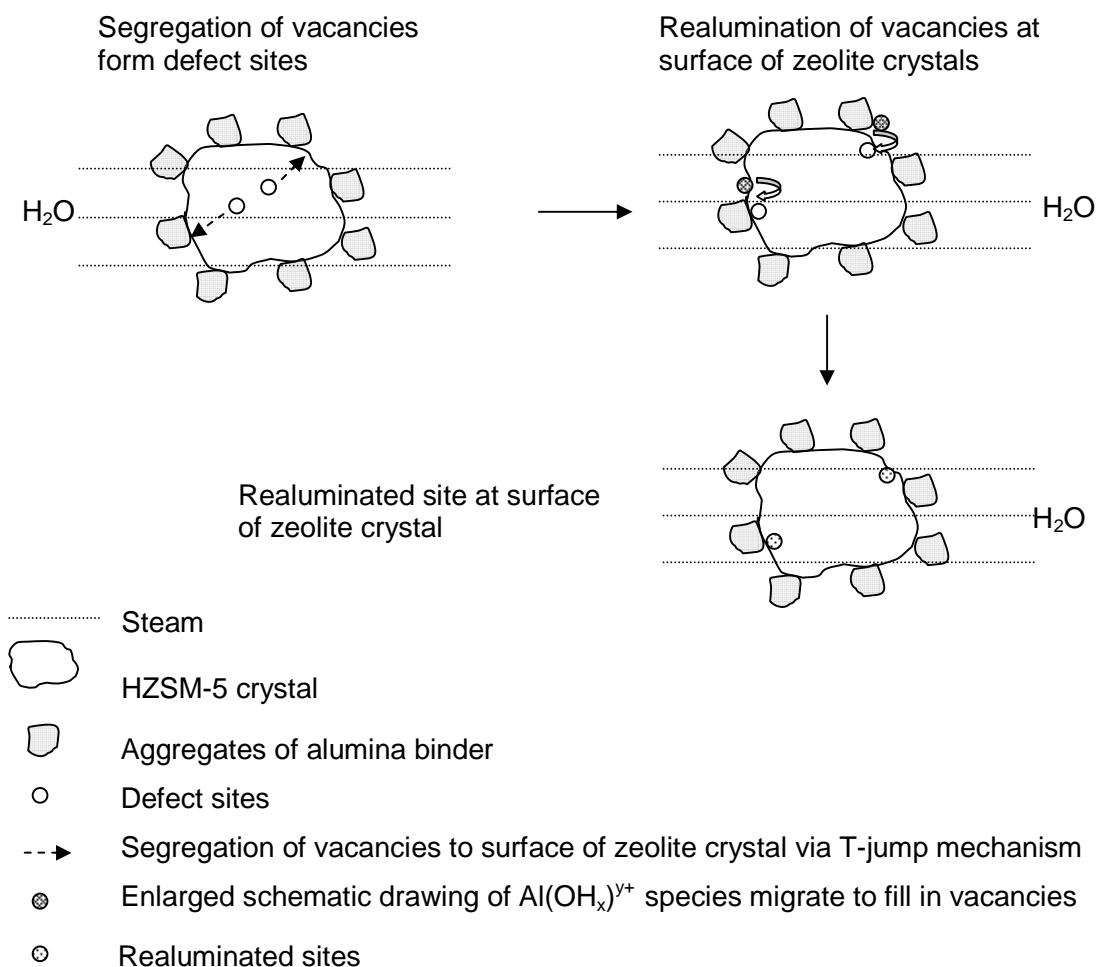 Segregation of vacancies
form defect sites
Realumination of vacancies at
surface of zeolite crystals
H₂O
H₂O
Realuminated site at surface
of zeolite crystal
H₂O
Steam
HZSM-5 crystal
Aggregates of alumina binder
Defect sites
Segregation of vacancies to surface of zeolite crystal via T-jump mechanism
Enlarged schematic drawing of Al(OHₓ)ʸ⁺ species migrate to fill in vacancies
Realuminated sites